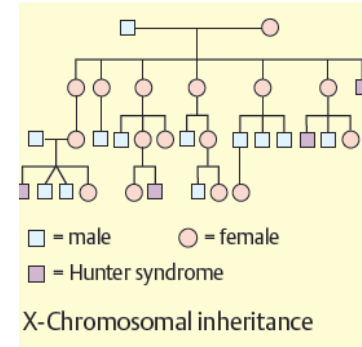 = male = female
= Hunter syndrome
X-Chromosomal inheritance